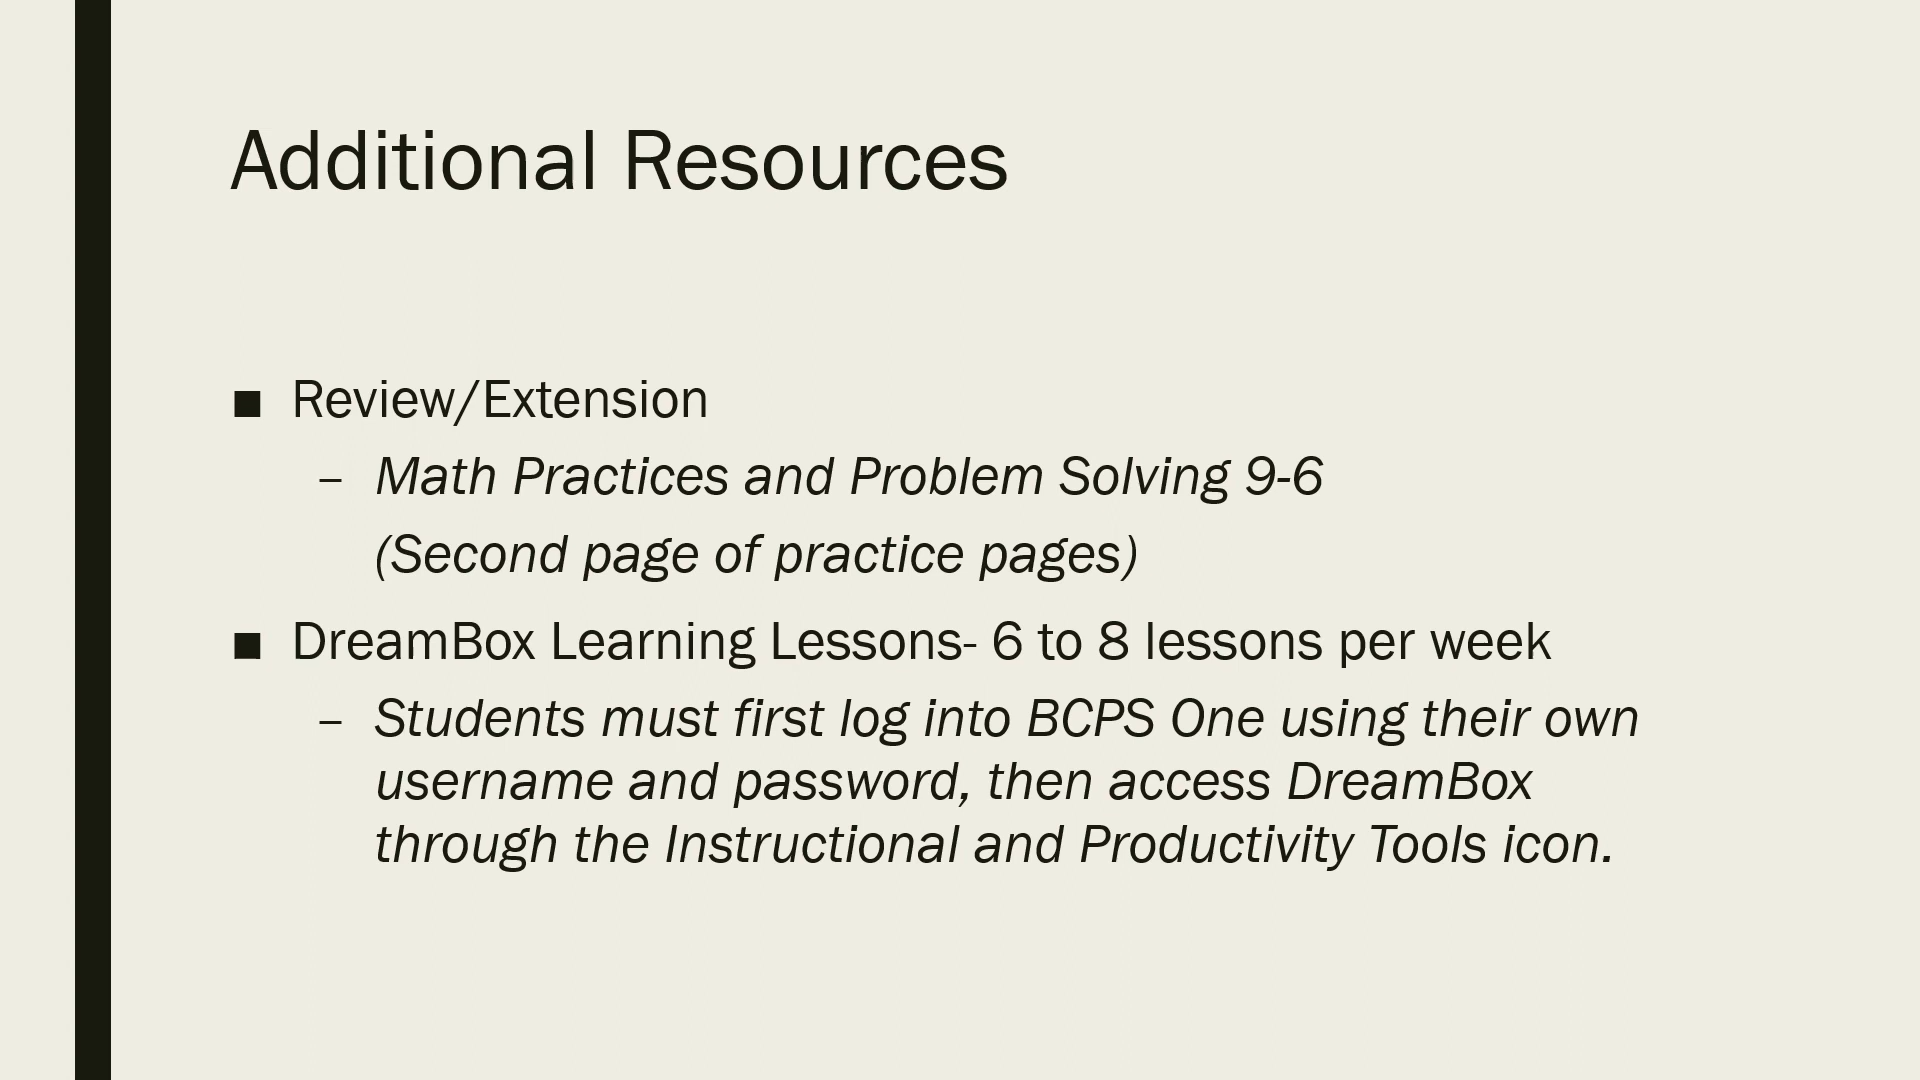 Additional Resources
■ Review/Extension
– Math Practices and Problem Solving 9-6
(Second page of practice pages)
■ DreamBox Learning Lessons- 6 to 8 lessons per week
– Students must first log into BCPS One using their own
username and password, then access DreamBox
through the Instructional and Productivity Tools icon.